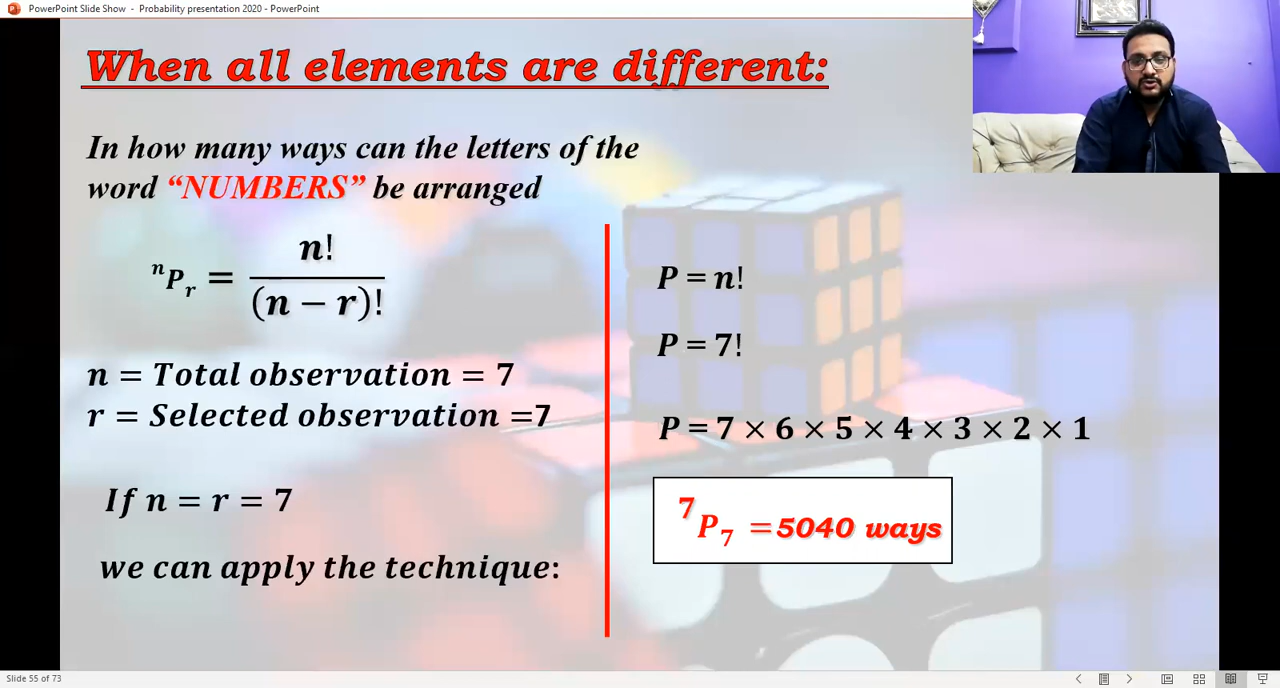 PowerPoint Slide Show - Probability presentation 2020 - PowerPoint
When all elements are different:
In how many ways can the letters of the
word “NUMBERS” be arranged
ⁿPᵣ = n! / (n − r)!
n = Total observation = 7
r = Selected observation =7
If n = r = 7
we can apply the technique:
P = n!
P = 7!
P = 7 × 6 × 5 × 4 × 3 × 2 × 1
⁷P₇ =5040 ways
Slide 55 of 73